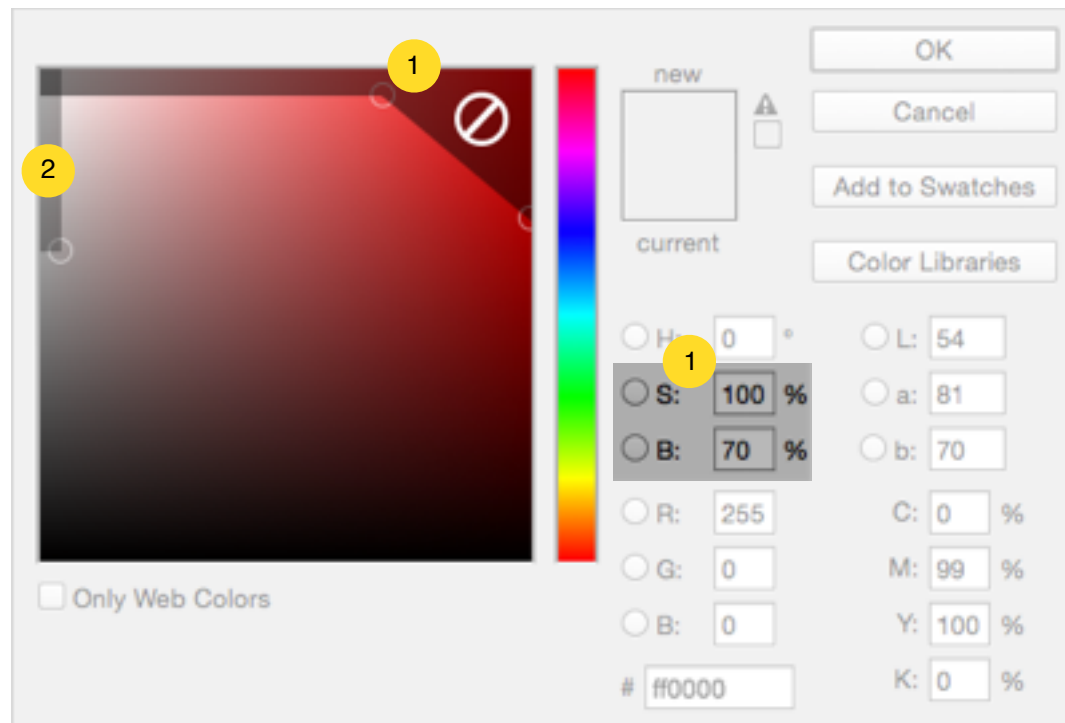 1
OK
new
Cancel
2
Add to Swatches
current
Color Libraries
H: 0 °
L: 54
1
S: 100 %
a: 81
B: 70 %
b: 70
R: 255
C: 0 %
G: 0
M: 99 %
Only Web Colors
B: 0
Y: 100 %
# ff0000
K: 0 %